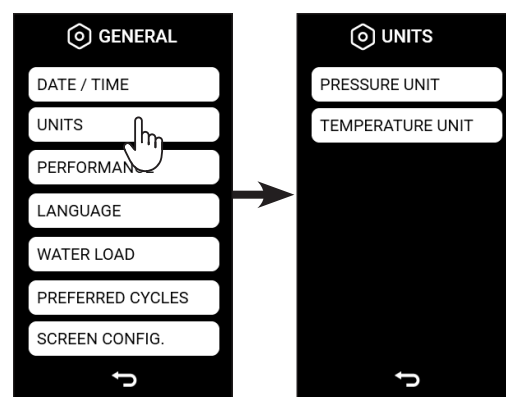 GENERAL
DATE / TIME
UNITS
PERFORMANCE
LANGUAGE
WATER LOAD
PREFERRED CYCLES
SCREEN CONFIG.
UNITS
PRESSURE UNIT
TEMPERATURE UNIT